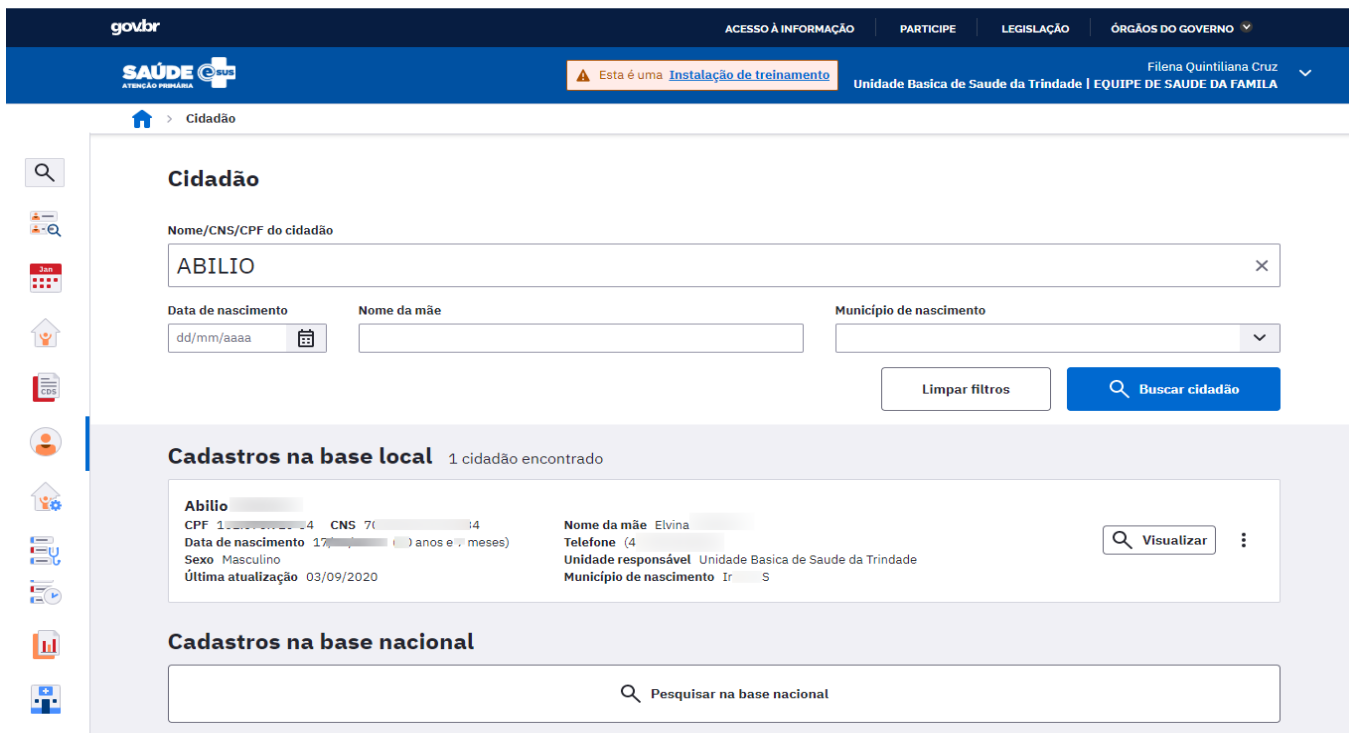 gov.br ACESSO À INFORMAÇÃO PARTICIPE LEGISLAÇÃO ÓRGÃOS DO GOVERNO
SAÚDE e-sus
ATENÇÃO PRIMÁRIA
Esta é uma Instalação de treinamento
Filena Quintiliana Cruz
Unidade Basica de Saude da Trindade | EQUIPE DE SAUDE DA FAMILA
Cidadão
Cidadão
Nome/CNS/CPF do cidadão
ABILIO
Data de nascimento Nome da mãe Município de nascimento
dd/mm/aaaa
Limpar filtros Buscar cidadão
Jan
CDS
Cadastros na base local 1 cidadão encontrado
Abilio
CPF CNS
Nome da mãe Elvina
Data de nascimento 17/ anos e meses)
Telefone (4
Sexo Masculino
Unidade responsável Unidade Basica de Saude da Trindade
Última atualização 03/09/2020
Município de nascimento
Visualizar
Cadastros na base nacional
Pesquisar na base nacional